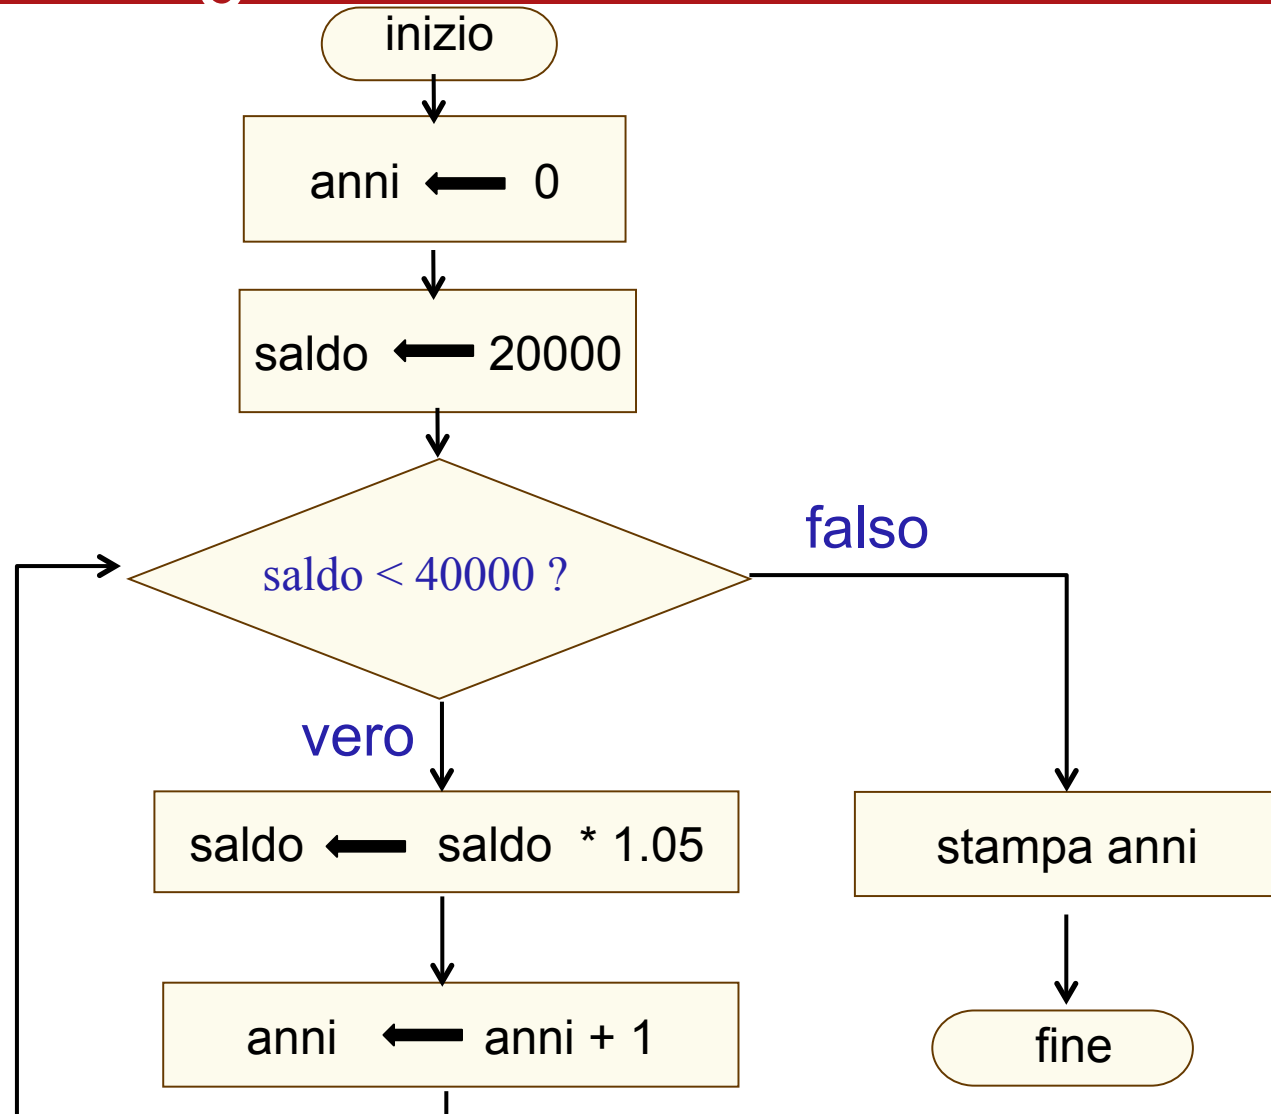 inizio
anni 0
saldo 20000
saldo < 40000 ?
falso
vero
saldo saldo * 1.05
stampa anni
anni anni + 1
fine